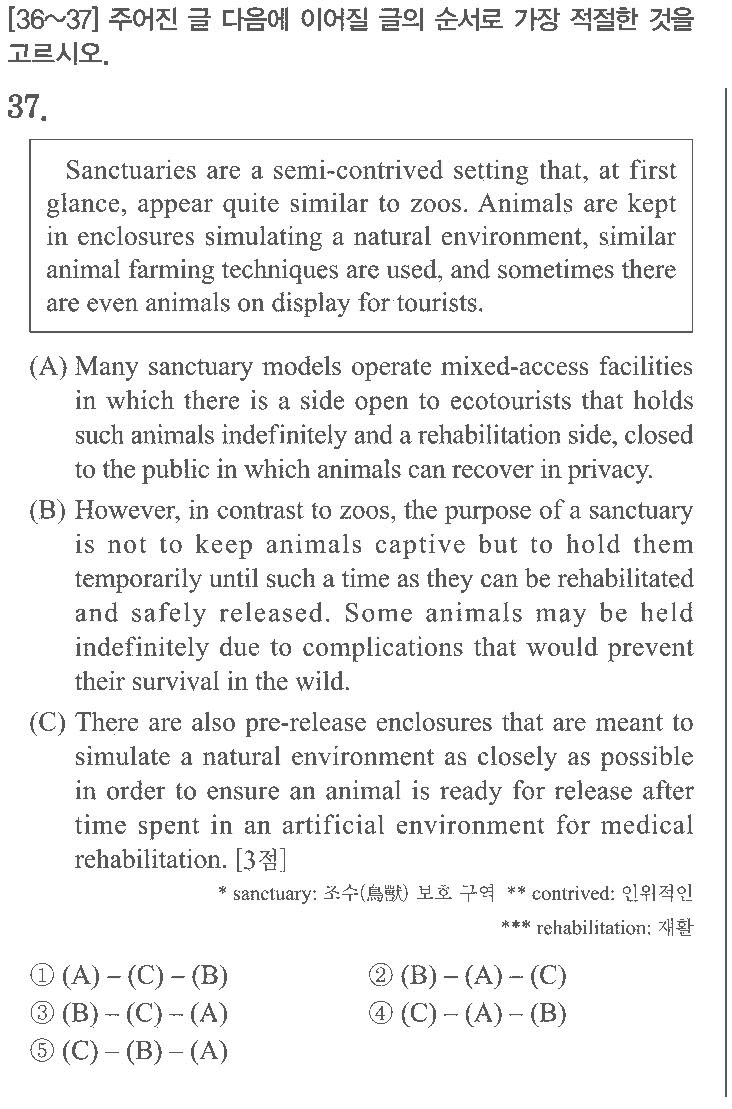 [36~37] 주어진 글 다음에 이어질 글의 순서로 가장 적절한 것을
고르시오.
37.
Sanctuaries are a semi-contrived setting that, at first
glance, appear quite similar to zoos. Animals are kept
in enclosures simulating a natural environment, similar
animal farming techniques are used, and sometimes there
are even animals on display for tourists.
(A) Many sanctuary models operate mixed-access facilities
in which there is a side open to ecotourists that holds
such animals indefinitely and a rehabilitation side, closed
to the public in which animals can recover in privacy.
(B) However, in contrast to zoos, the purpose of a sanctuary
is not to keep animals captive but to hold them
temporarily until such a time as they can be rehabilitated
and safely released. Some animals may be held
indefinitely due to complications that would prevent
their survival in the wild.
(C) There are also pre-release enclosures that are meant to
simulate a natural environment as closely as possible
in order to ensure an animal is ready for release after
time spent in an artificial environment for medical
rehabilitation. [3점]
* sanctuary: 조수(鳥獸) 보호 구역 ** contrived: 인위적인
*** rehabilitation: 재활
① (A) – (C) – (B) ② (B) – (A) – (C)
③ (B) – (C) – (A) ④ (C) – (A) – (B)
⑤ (C) – (B) – (A)